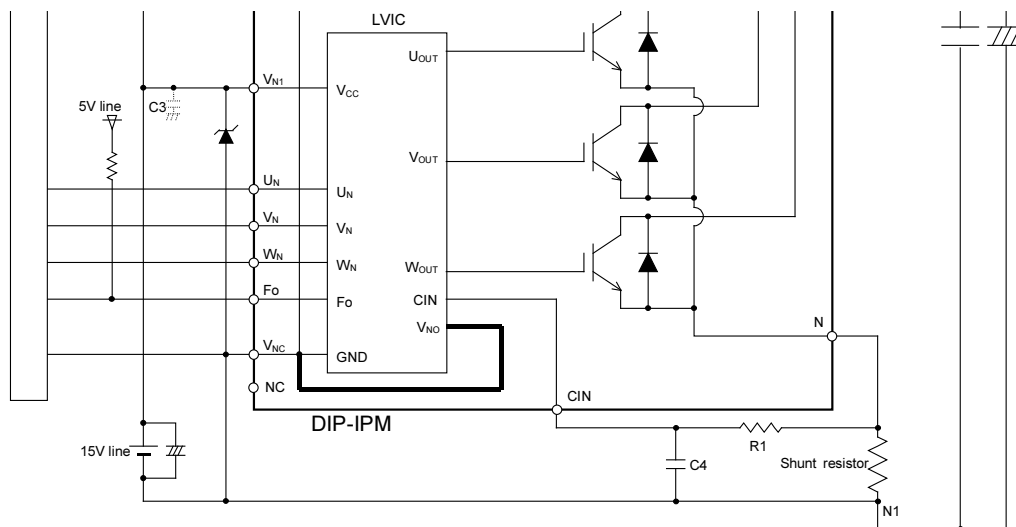 LVIC
UOUT
VN1
VCC
C3
5V line
VOUT
UN
UN
VN
VN
WN
WN
WOUT
Fo
Fo
CIN
VNO
N
VNC
GND
NC
CIN
DIP-IPM
R1
15V line
C4
Shunt resistor
N1